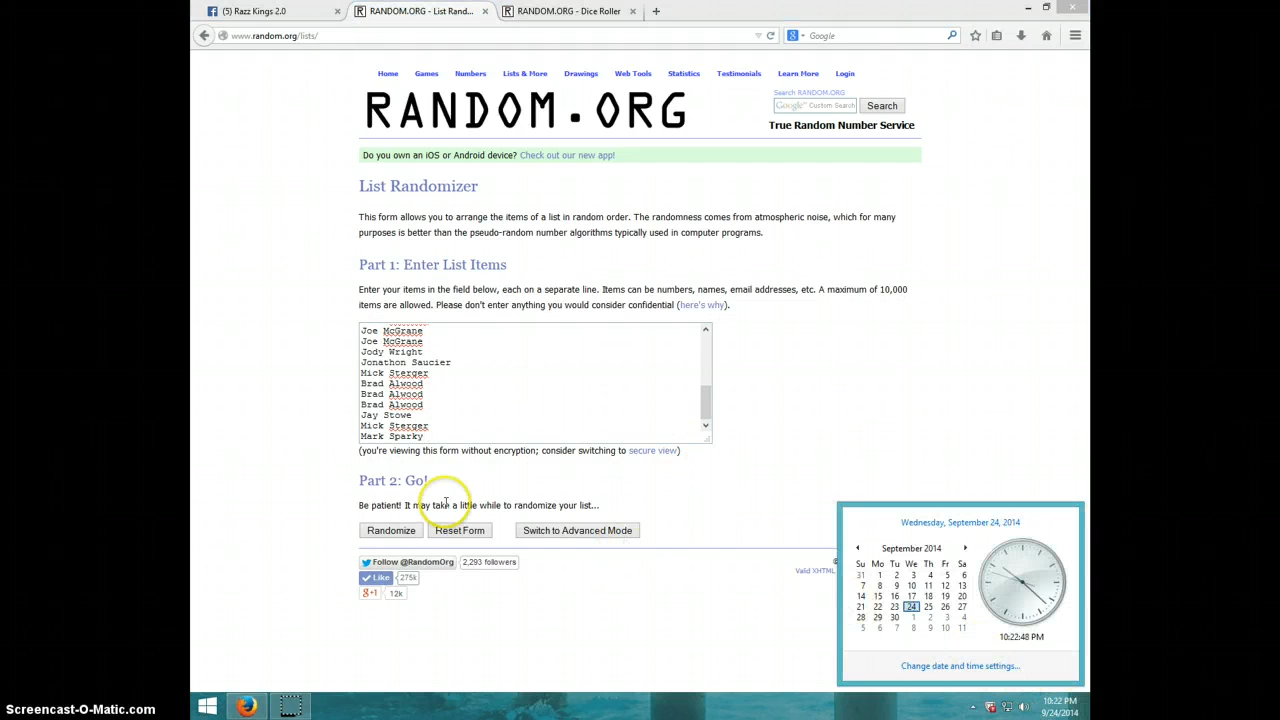 (5) Razz Kings 2.0
RANDOM.ORG - List Rand...
RANDOM.ORG - Dice Roller
www.random.org/lists/
Google
Home Games Numbers Lists & More Drawings Web Tools Statistics Testimonials Learn More Login
RANDOM.ORG
Search RANDOM.ORG
Google™ Custom Search
Search
True Random Number Service
Do you own an iOS or Android device? Check out our new app!
List Randomizer
This form allows you to arrange the items of a list in random order. The randomness comes from atmospheric noise, which for many
purposes is better than the pseudo-random number algorithms typically used in computer programs.
Part 1: Enter List Items
Enter your items in the field below, each on a separate line. Items can be numbers, names, email addresses, etc. A maximum of 10,000
items are allowed. Please don't enter anything you would consider confidential (here's why).
Joe McGrane
Joe McGrane
Jody Wright
Jonathon Saucier
Mick Sterger
Brad Alwood
Brad Alwood
Brad Alwood
Jay Stowe
Mick Sterger
Mark Sparky
(you're viewing this form without encryption; consider switching to secure view)
Part 2: Go!
Be patient! It may take a little while to randomize your list...
Randomize Reset Form Switch to Advanced Mode
Follow @RandomOrg 2,293 followers
Like 275k
+1 12k
Valid XHTML
Wednesday, September 24, 2014
September 2014
Su Mo Tu We Th Fr Sa
31 1 2 3 4 5 6
7 8 9 10 11 12 13
14 15 16 17 18 19 20
21 22 23 24 25 26 27
28 29 30 1 2 3 4
5 6 7 8 9 10 11
10:22:48 PM
Change date and time settings...
10:22 PM
9/24/2014
Screencast-O-Matic.com